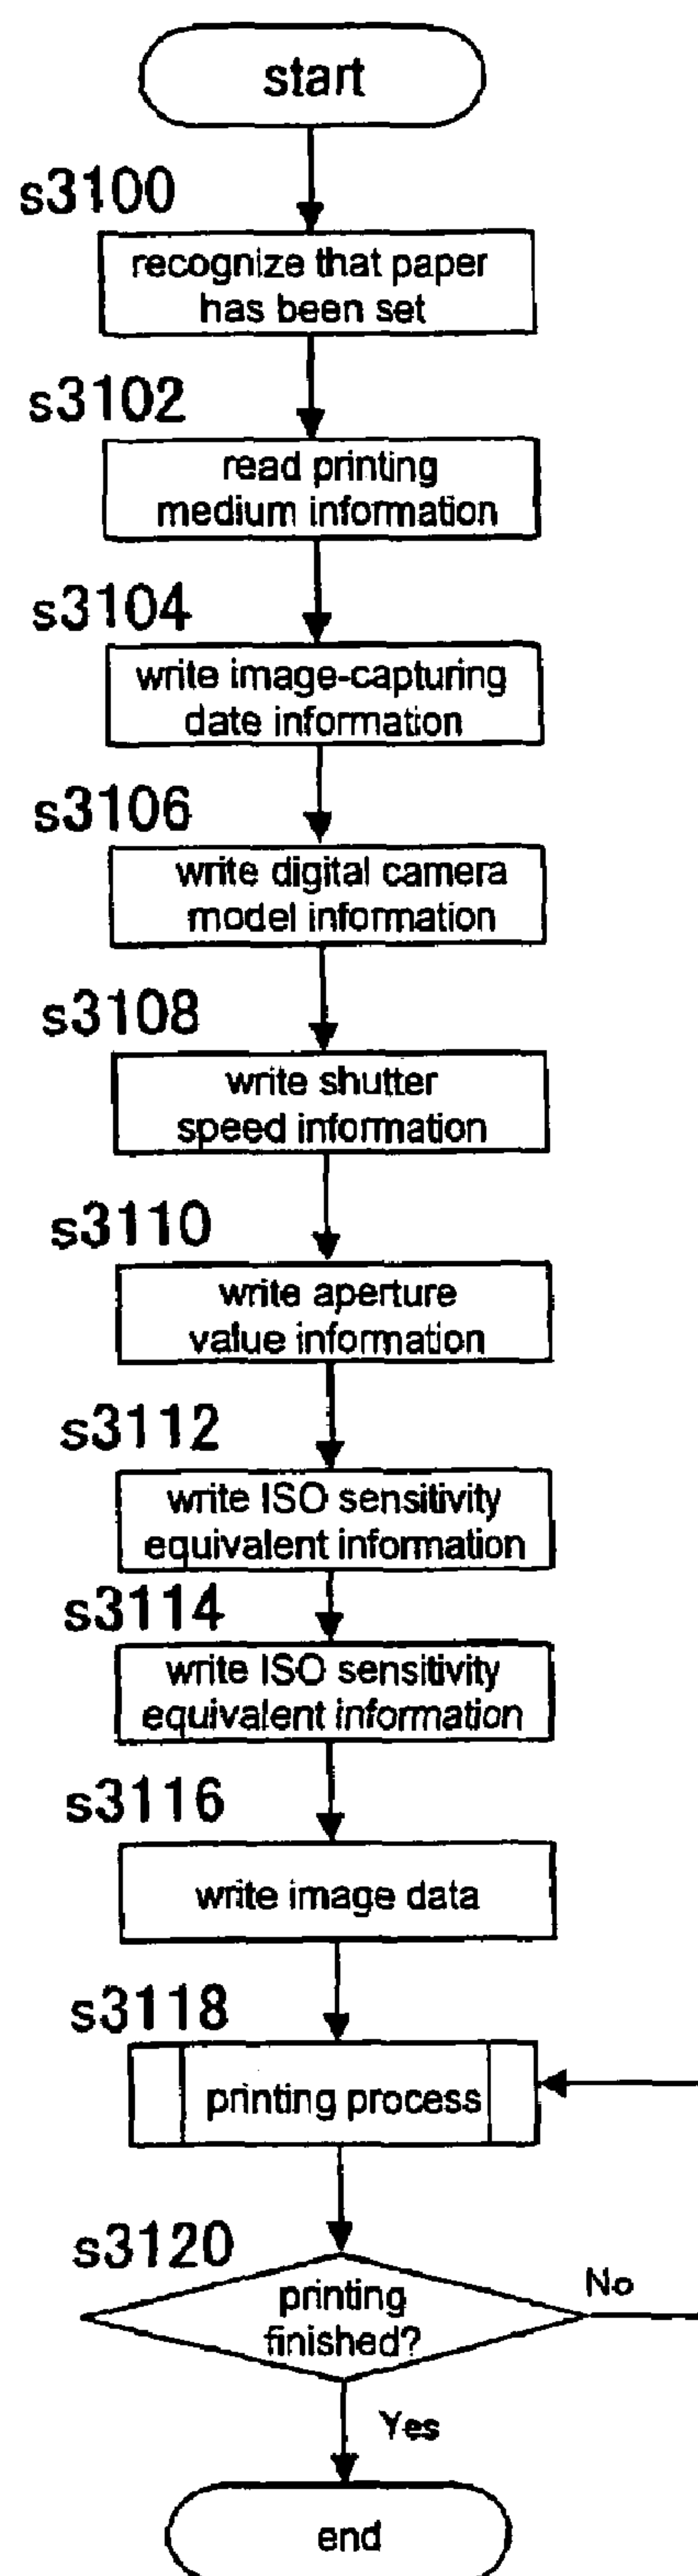 start
s3100
recognize that paper
has been set
s3102
read printing
medium information
s3104
write image-capturing
date information
s3106
write digital camera
model information
s3108
write shutter
speed information
s3110
write aperture
value information
s3112
write ISO sensitivity
equivalent information
s3114
write ISO sensitivity
equivalent information
s3116
write image data
s3118
printing process
s3120
printing
finished?
No
Yes
end